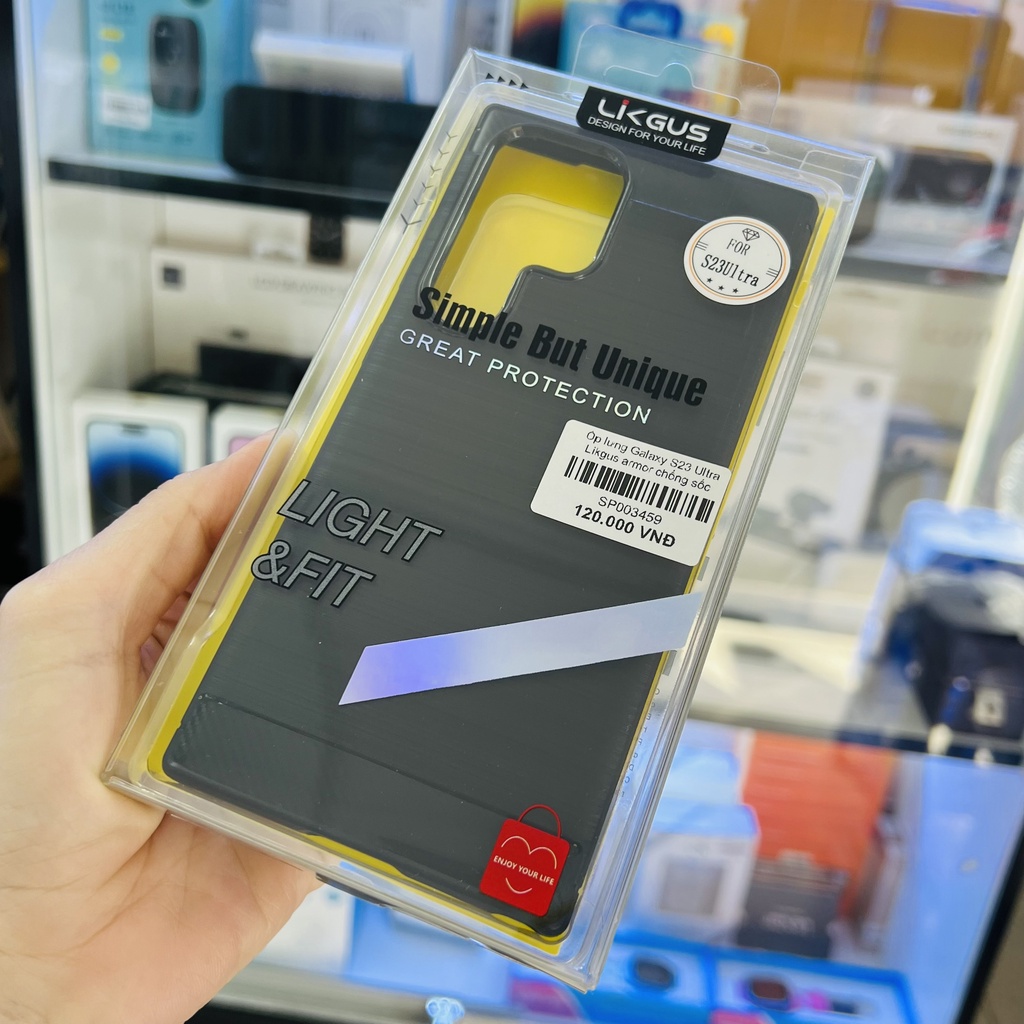 LIKGUS
DESIGN FOR YOUR LIFE
FOR
S23Ultra
Simple But Unique
GREAT PROTECTION
Ốp lưng Galaxy S23 Ultra
Likgus armor chống sốc
SP003459
120.000 VNĐ
LIGHT
&FIT
ENJOY YOUR LIFE